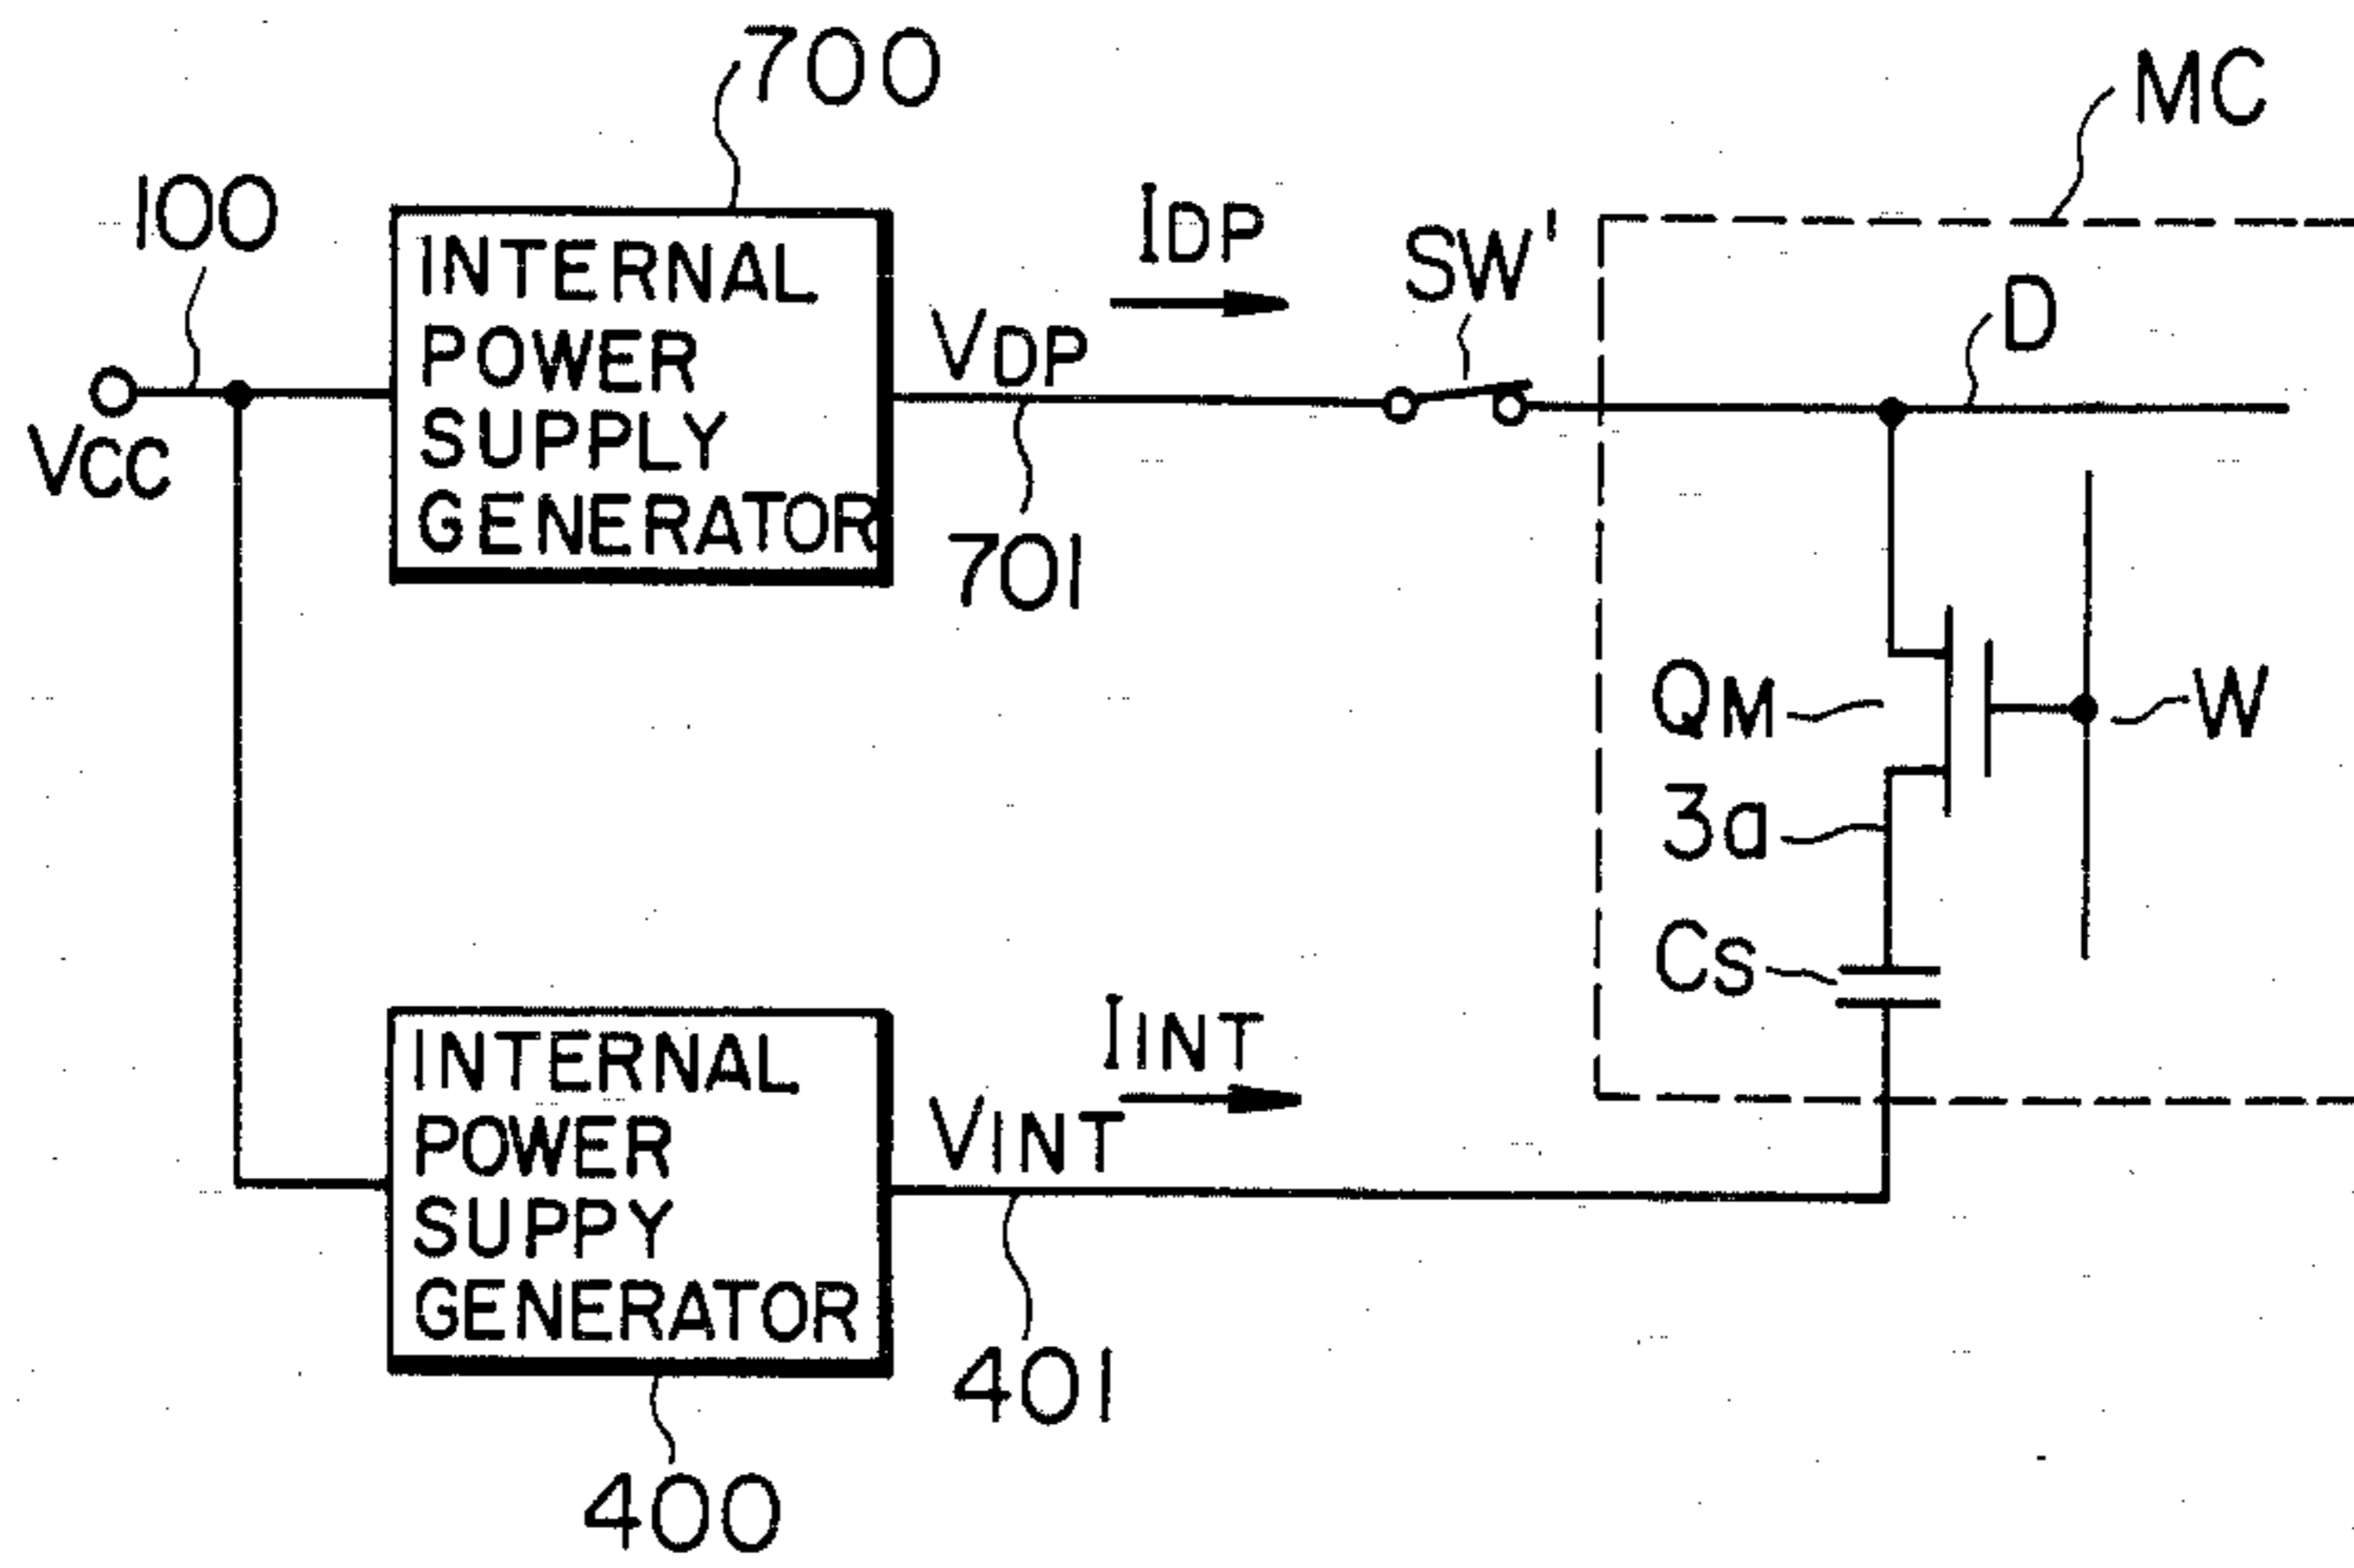 700
MC
100
IDP
SW'
D
INTERNAL
POWER
SUPPLY
GENERATOR
VDP
VCC
701
QM
W
3a
CS
IINT
INTERNAL
POWER
SUPPY
GENERATOR
VINT
401
400